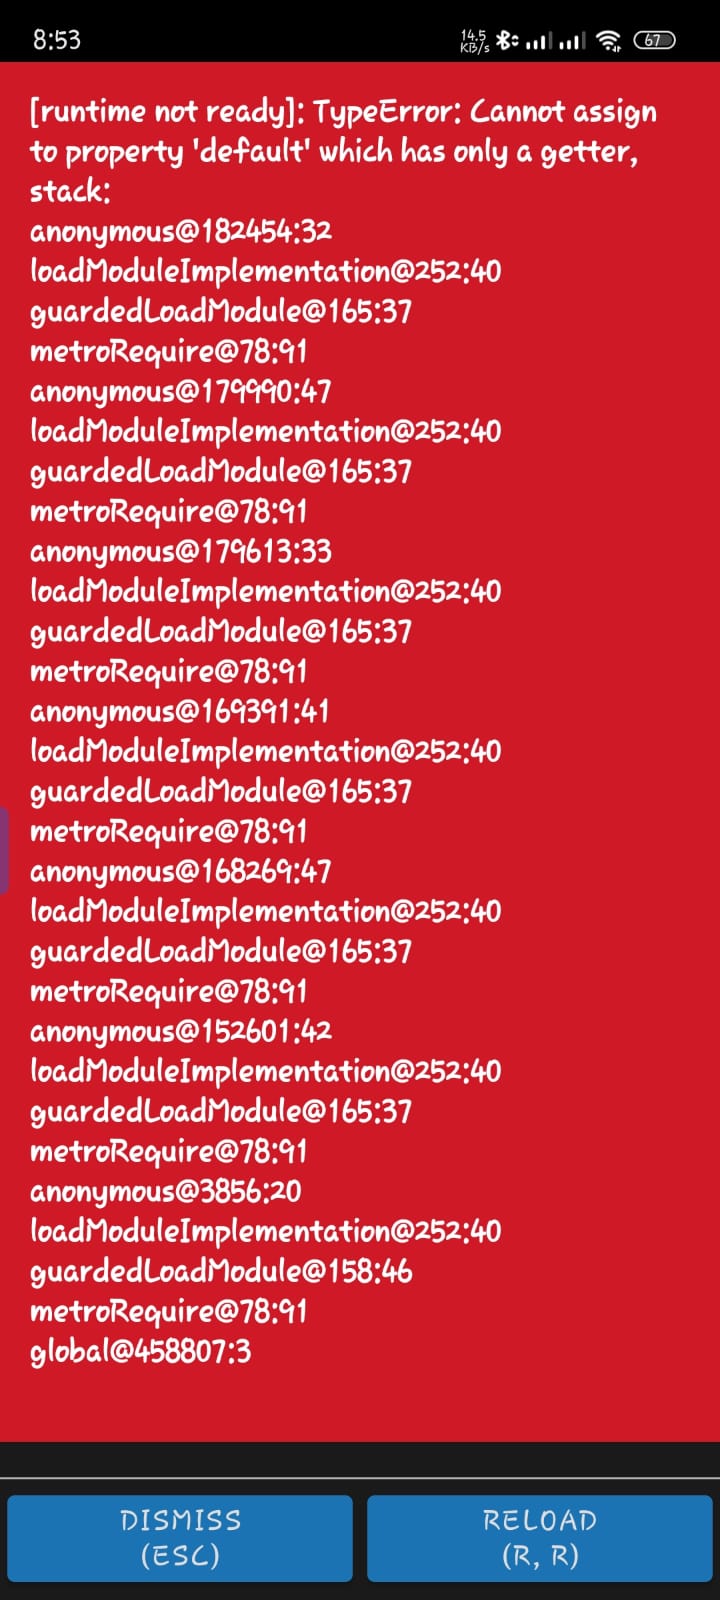 8:53
14.5
KB/s
67
[runtime not ready]: TypeError: Cannot assign
to property 'default' which has only a getter,
stack:
anonymous@182454:32
loadModuleImplementation@252:40
guardedLoadModule@165:37
metroRequire@78:91
anonymous@179990:47
loadModuleImplementation@252:40
guardedLoadModule@165:37
metroRequire@78:91
anonymous@179613:33
loadModuleImplementation@252:40
guardedLoadModule@165:37
metroRequire@78:91
anonymous@169391:41
loadModuleImplementation@252:40
guardedLoadModule@165:37
metroRequire@78:91
anonymous@168269:47
loadModuleImplementation@252:40
guardedLoadModule@165:37
metroRequire@78:91
anonymous@152601:42
loadModuleImplementation@252:40
guardedLoadModule@165:37
metroRequire@78:91
anonymous@3856:20
loadModuleImplementation@252:40
guardedLoadModule@158:46
metroRequire@78:91
global@458807:3
DISMISS
(ESC)
RELOAD
(R, R)